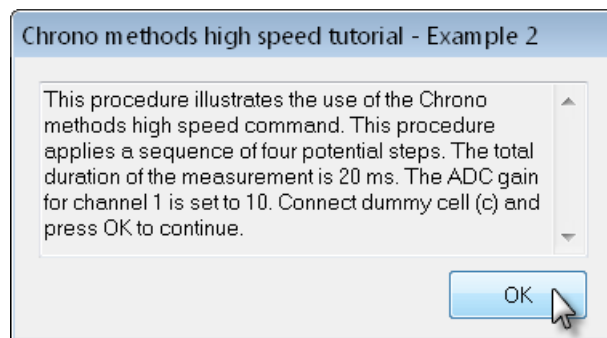 Chrono methods high speed tutorial - Example 2
This procedure illustrates the use of the Chrono
methods high speed command. This procedure
applies a sequence of four potential steps. The total
duration of the measurement is 20 ms. The ADC gain
for channel 1 is set to 10. Connect dummy cell (c) and
press OK to continue.
OK